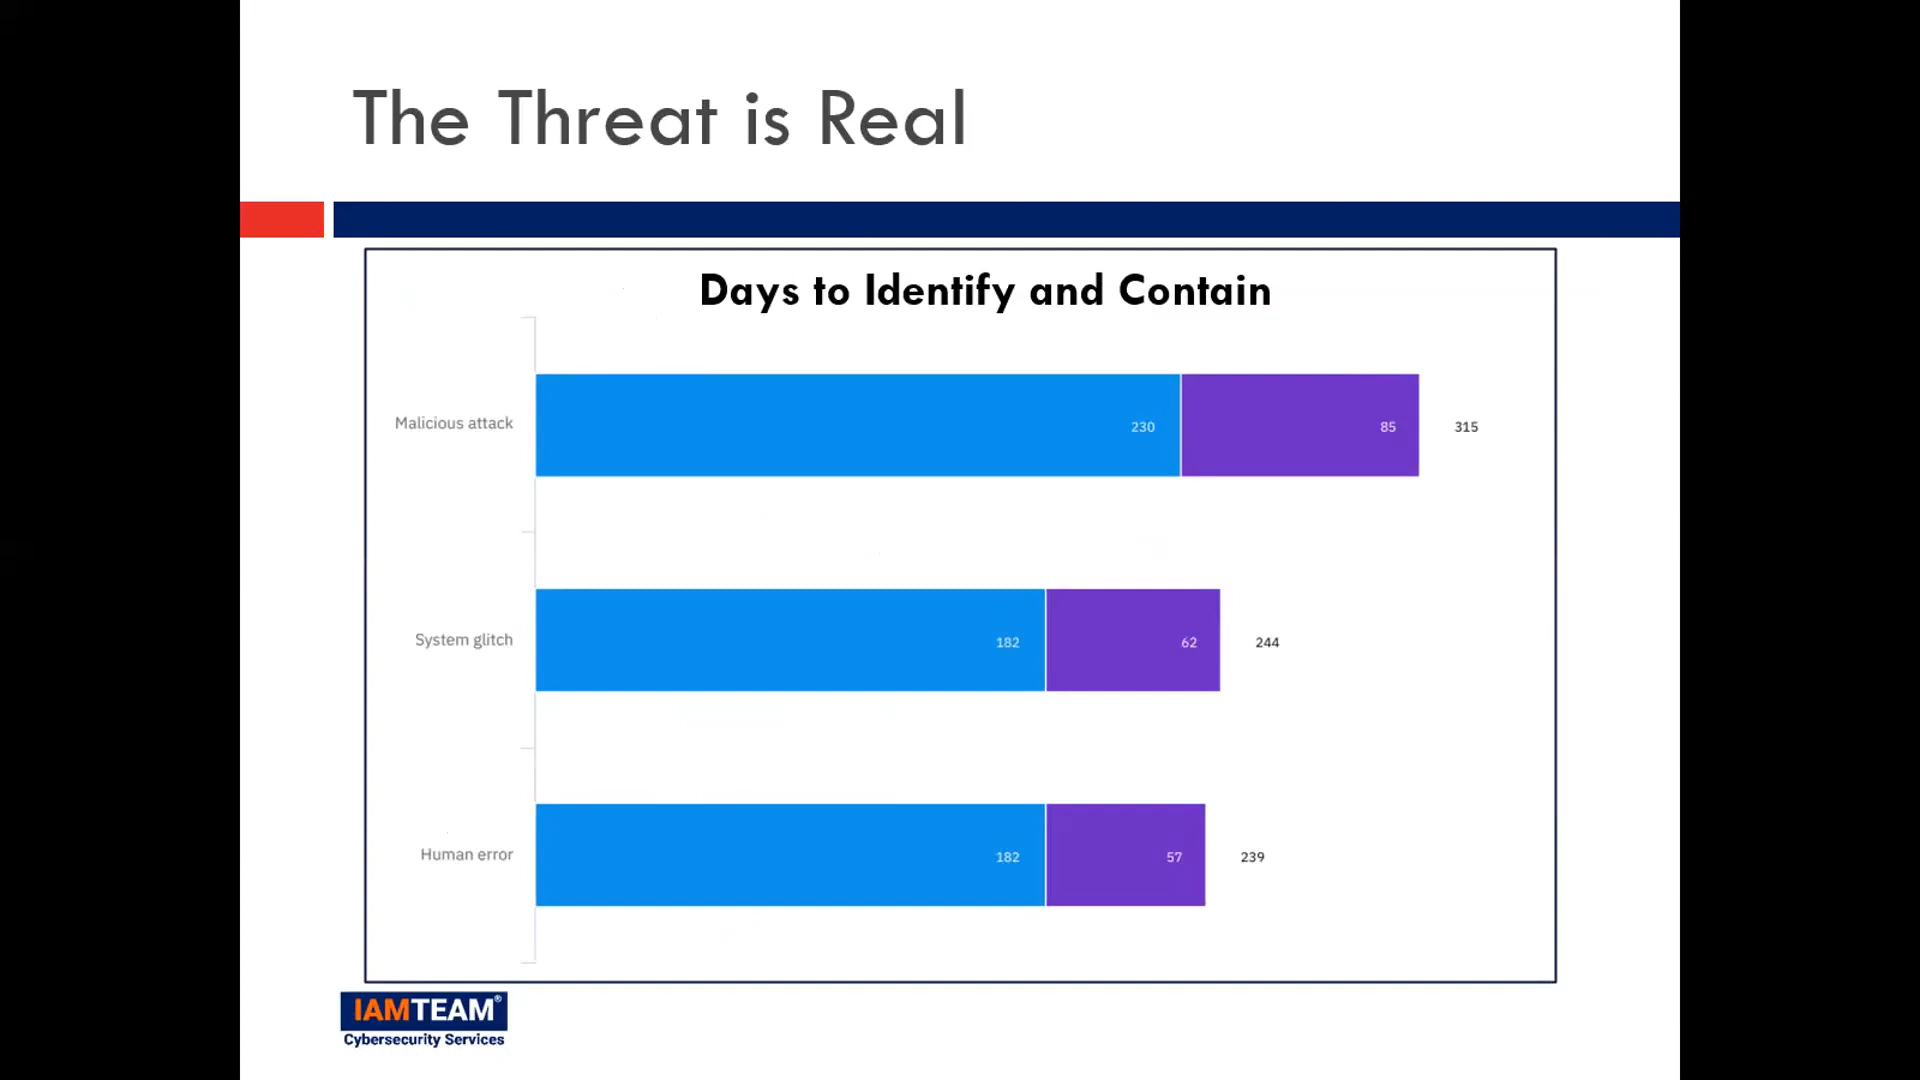 The Threat is Real
Days to Identify and Contain
Malicious attack
230
85
315
System glitch
182
62
244
Human error
182
57
239
IAMTEAM®
Cybersecurity Services